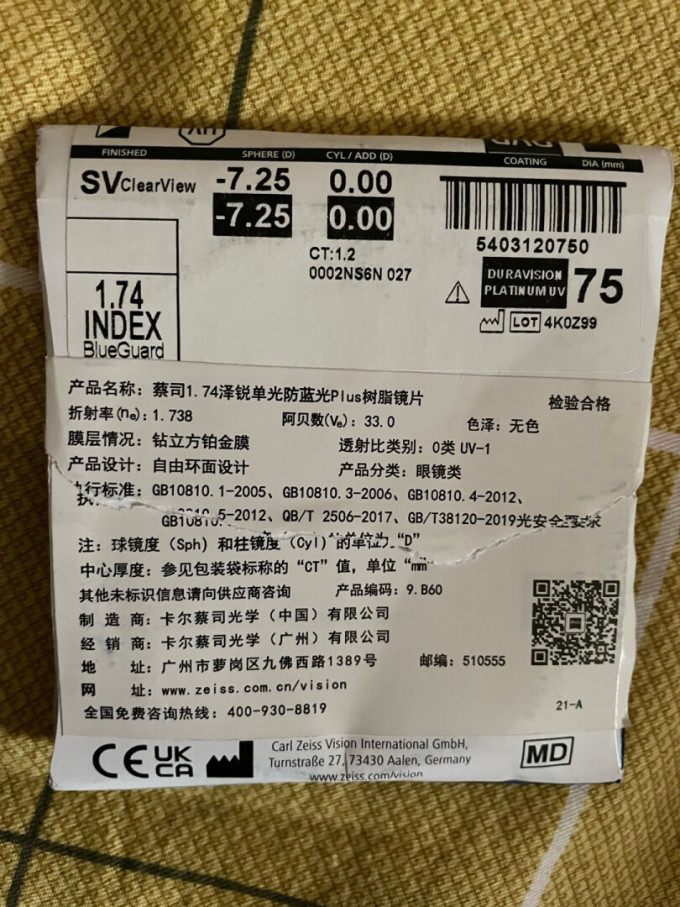 FINISHED SPHERE (D) CYL / ADD (D) COATING DIA (mm)
SV ClearView -7.25 0.00
-7.25 0.00
5403120750
CT:1.2
0002NS6N 027
DURAVISION PLATINUM UV 75
LOT 4K0Z99
1.74
INDEX
BlueGuard
产品名称：蔡司1.74泽锐单光防蓝光Plus树脂镜片 检验合格
折射率(nₑ)：1.738 阿贝数(Vₑ)：33.0 色泽：无色
膜层情况：钻立方铂金膜 透射比类别：0类 UV-1
产品设计：自由环面设计 产品分类：眼镜类
执行标准：GB10810.1-2005、GB10810.3-2006、GB10810.4-2012、
GB10810.5-2012、QB/T 2506-2017、GB/T38120-2019光安全要求
注：球镜度（Sph）和柱镜度（Cyl）的单位为“D”
中心厚度：参见包装袋标称的“CT”值，单位“mm”
其他未标识信息请向供应商咨询 产品编码：9.B60
制造商：卡尔蔡司光学（中国）有限公司
经销商：卡尔蔡司光学（广州）有限公司
地址：广州市萝岗区九佛西路1389号 邮编：510555
网址：www.zeiss.com.cn/vision
全国免费咨询热线：400-930-8819 21-A
CE UK CA Carl Zeiss Vision International GmbH,
Turnstraße 27, 73430 Aalen, Germany
www.zeiss.com/vision
MD